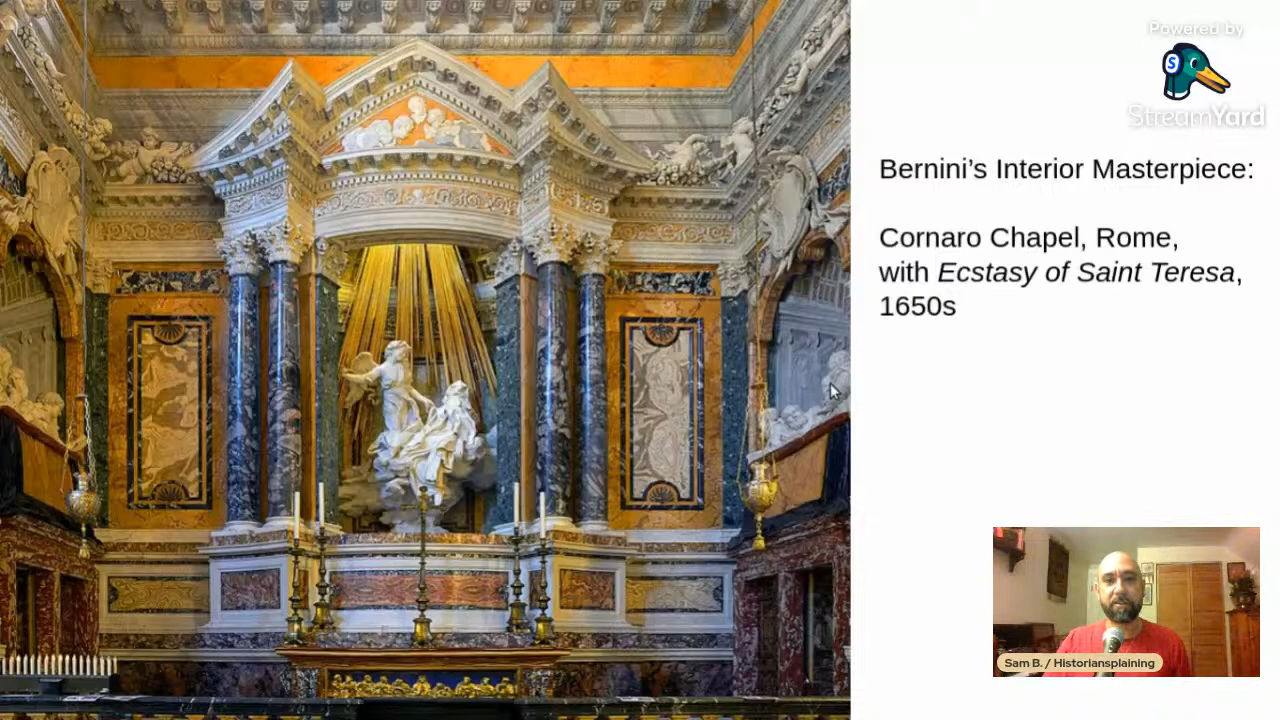 Powered by
S
StreamYard
Bernini’s Interior Masterpiece:
Cornaro Chapel, Rome,
with Ecstasy of Saint Teresa,
1650s
Sam B. / Historiansplaining